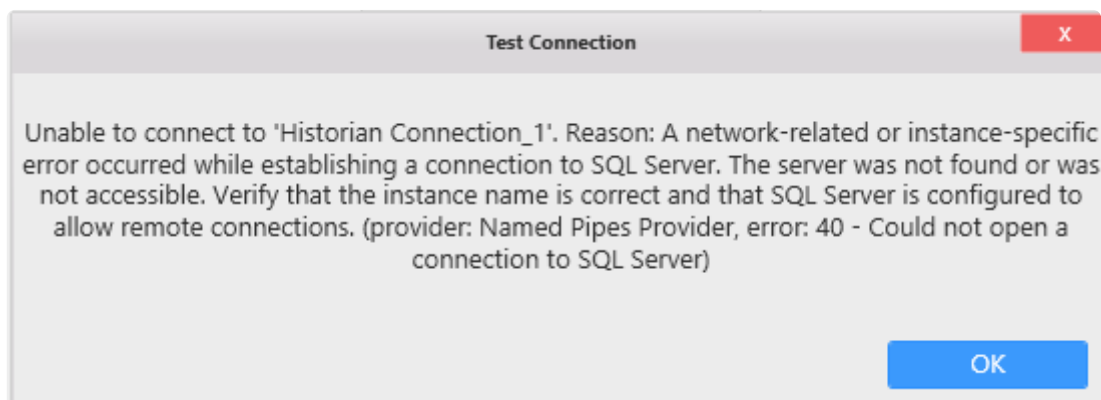 Test Connection
X
Unable to connect to 'Historian Connection_1'. Reason: A network-related or instance-specific
error occurred while establishing a connection to SQL Server. The server was not found or was
not accessible. Verify that the instance name is correct and that SQL Server is configured to
allow remote connections. (provider: Named Pipes Provider, error: 40 - Could not open a
connection to SQL Server)
OK